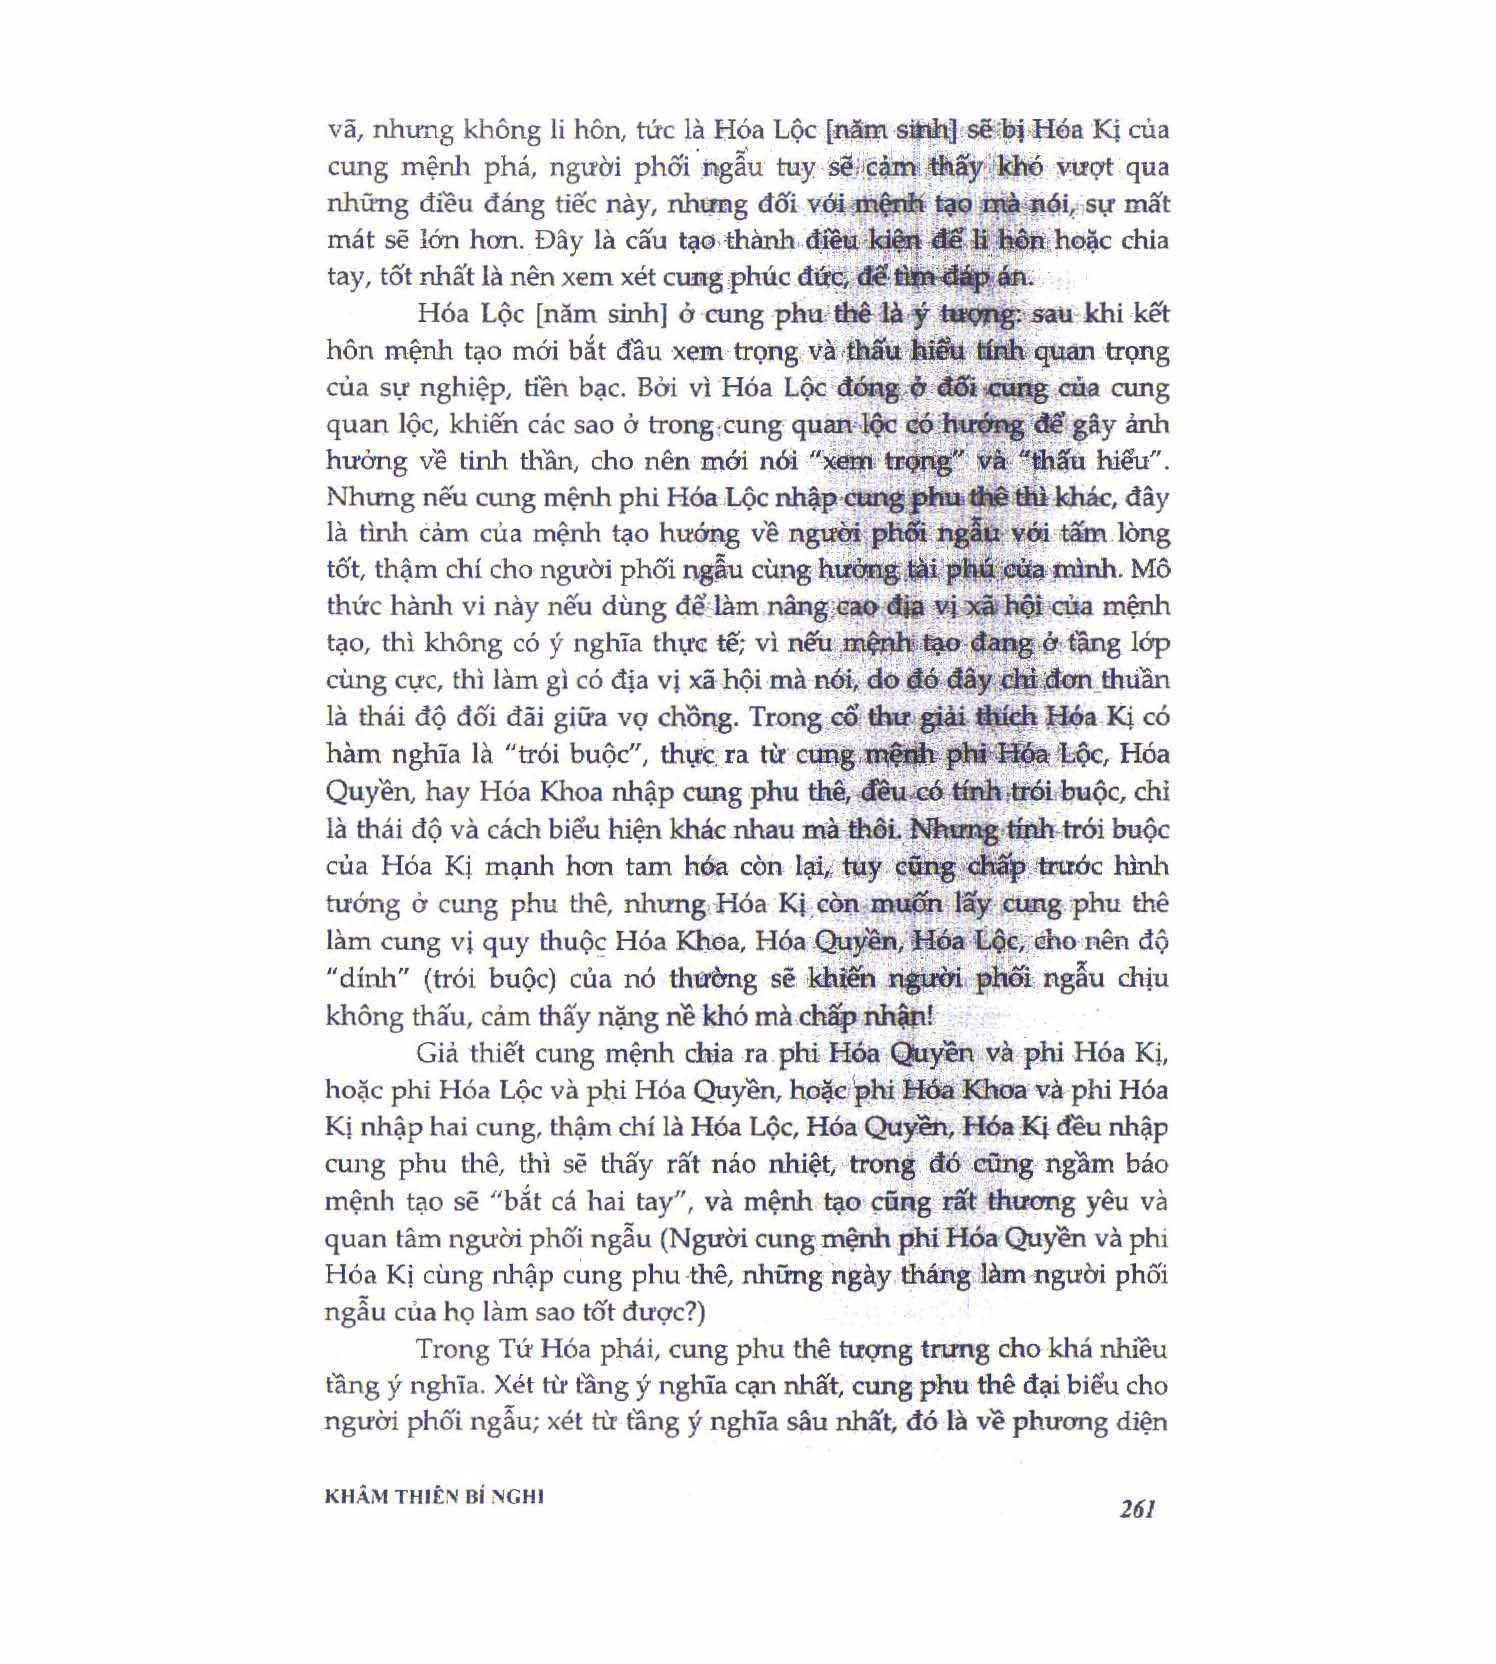 vã, nhưng không li hôn, tức là Hóa Lộc [năm sinh] sẽ bị Hóa Kị của
cung mệnh phá, người phối ngẫu tuy sẽ cảm thấy khó vượt qua
những điều đáng tiếc này, nhưng đối với mệnh tạo mà nói, sự mất
mát sẽ lớn hơn. Đây là cấu tạo thành điều kiện để li hôn hoặc chia
tay, tốt nhất là nên xem xét cung phúc đức, để tìm đáp án.
Hóa Lộc [năm sinh] ở cung phu thê là ý tượng: sau khi kết
hôn mệnh tạo mới bắt đầu xem trọng và thấu hiểu tính quan trọng
của sự nghiệp, tiền bạc. Bởi vì Hóa Lộc đóng ở đối cung của cung
quan lộc, khiến các sao ở trong cung quan lộc có hướng để gây ảnh
hưởng về tinh thần, cho nên mới nói “xem trọng” và “thấu hiểu”.
Nhưng nếu cung mệnh phi Hóa Lộc nhập cung phu thê thì khác, đây
là tình cảm của mệnh tạo hướng về người phối ngẫu với tấm lòng
tốt, thậm chí cho người phối ngẫu cùng hưởng tài phú của mình. Mô
thức hành vi này nếu dùng để làm nâng cao địa vị xã hội của mệnh
tạo, thì không có ý nghĩa thực tế; vì nếu mệnh tạo đang ở tầng lớp
cùng cực, thì làm gì có địa vị xã hội mà nói, do đó đây chỉ đơn thuần
là thái độ đối đãi giữa vợ chồng. Trong cổ thư giải thích Hóa Kị có
hàm nghĩa là “trói buộc”, thực ra từ cung mệnh phi Hóa Lộc, Hóa
Quyền, hay Hóa Khoa nhập cung phu thê, đều có tính trói buộc, chỉ
là thái độ và cách biểu hiện khác nhau mà thôi. Nhưng tính trói buộc
của Hóa Kị mạnh hơn tam hóa còn lại, tuy cũng chấp trước hình
tướng ở cung phu thê, nhưng Hóa Kị còn muốn lấy cung phu thê
làm cung vị quy thuộc Hóa Khoa, Hóa Quyền, Hóa Lộc, cho nên độ
“dính” (trói buộc) của nó thường sẽ khiến người phối ngẫu chịu
không thấu, cảm thấy nặng nề khó mà chấp nhận!
Giả thiết cung mệnh chia ra phi Hóa Quyền và phi Hóa Kị,
hoặc phi Hóa Lộc và phi Hóa Quyền, hoặc phi Hóa Khoa và phi Hóa
Kị nhập hai cung, thậm chí là Hóa Lộc, Hóa Quyền, Hóa Kị đều nhập
cung phu thê, thì sẽ thấy rất náo nhiệt, trong đó cũng ngầm báo
mệnh tạo sẽ “bắt cá hai tay”, và mệnh tạo cũng rất thương yêu và
quan tâm người phối ngẫu (Người cung mệnh phi Hóa Quyền và phi
Hóa Kị cùng nhập cung phu thê, những ngày tháng làm người phối
ngẫu của họ làm sao tốt được?)
Trong Tứ Hóa phái, cung phu thê tượng trưng cho khá nhiều
tầng ý nghĩa. Xét từ tầng ý nghĩa cạn nhất, cung phu thê đại biểu cho
người phối ngẫu; xét từ tầng ý nghĩa sâu nhất, đó là về phương diện
KHÂM THIÊN BÍ NGHI
261